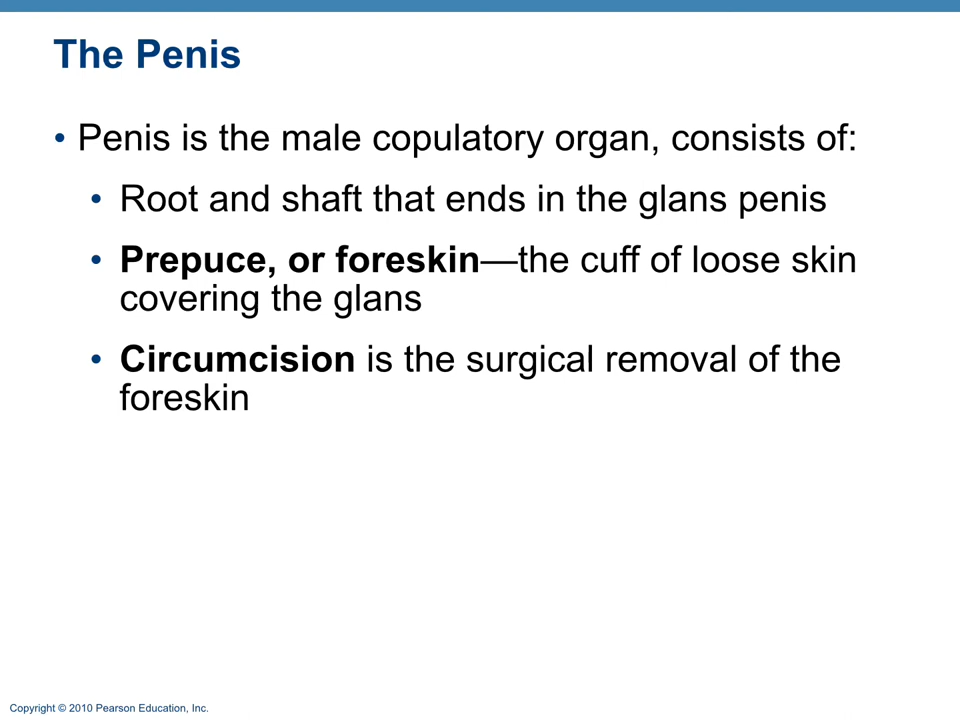 The Penis
• Penis is the male copulatory organ, consists of:
• Root and shaft that ends in the glans penis
• Prepuce, or foreskin—the cuff of loose skin
covering the glans
• Circumcision is the surgical removal of the
foreskin
Copyright © 2010 Pearson Education, Inc.